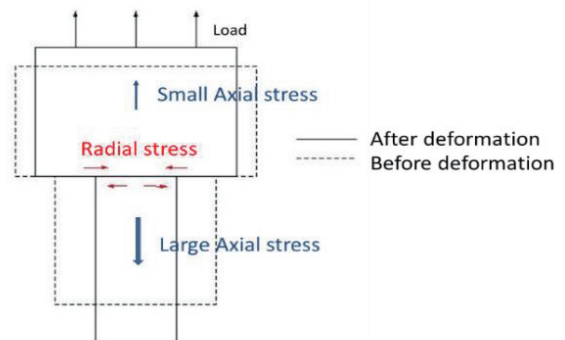 Load
Small Axial stress
Radial stress
After deformation
Before deformation
Large Axial stress